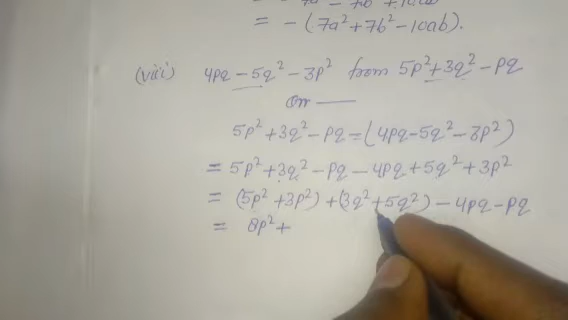 = -(7a²+7b²-10ab).
(viii) 4pq-5q²-3p² from 5p²+3q²-pq
5p²+3q²-pq=(4pq-5q²-3p²)
= 5p²+3q²-pq-4pq+5q²+3p²
= (5p²+3p²)+(3q²+5q²)-4pq-pq
= 8p²+